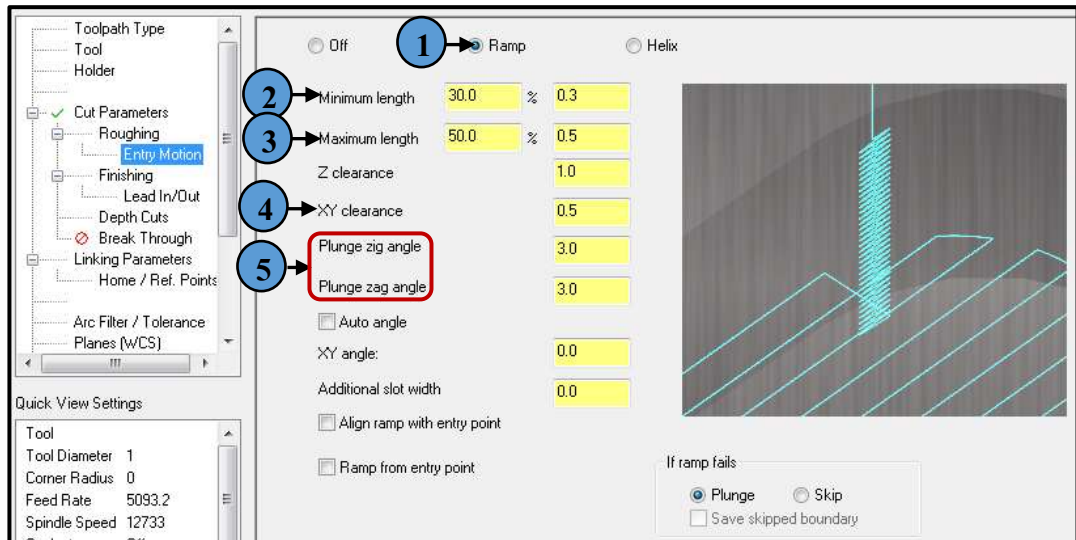 Toolpath Type
Tool
Holder
Cut Parameters
Roughing
Entry Motion
Finishing
Lead In/Out
Depth Cuts
Break Through
Linking Parameters
Home / Ref. Points
Arc Filter / Tolerance
Planes (WCS)
Quick View Settings
Tool
Tool Diameter 1
Corner Radius 0
Feed Rate 5093.2
Spindle Speed 12733
Off 1 Ramp Helix
2 Minimum length 30.0 % 0.3
3 Maximum length 50.0 % 0.5
Z clearance 1.0
4 XY clearance 0.5
Plunge zig angle 3.0
5
Plunge zag angle 3.0
Auto angle
XY angle: 0.0
Additional slot width 0.0
Align ramp with entry point
Ramp from entry point
If ramp fails
Plunge Skip
Save skipped boundary